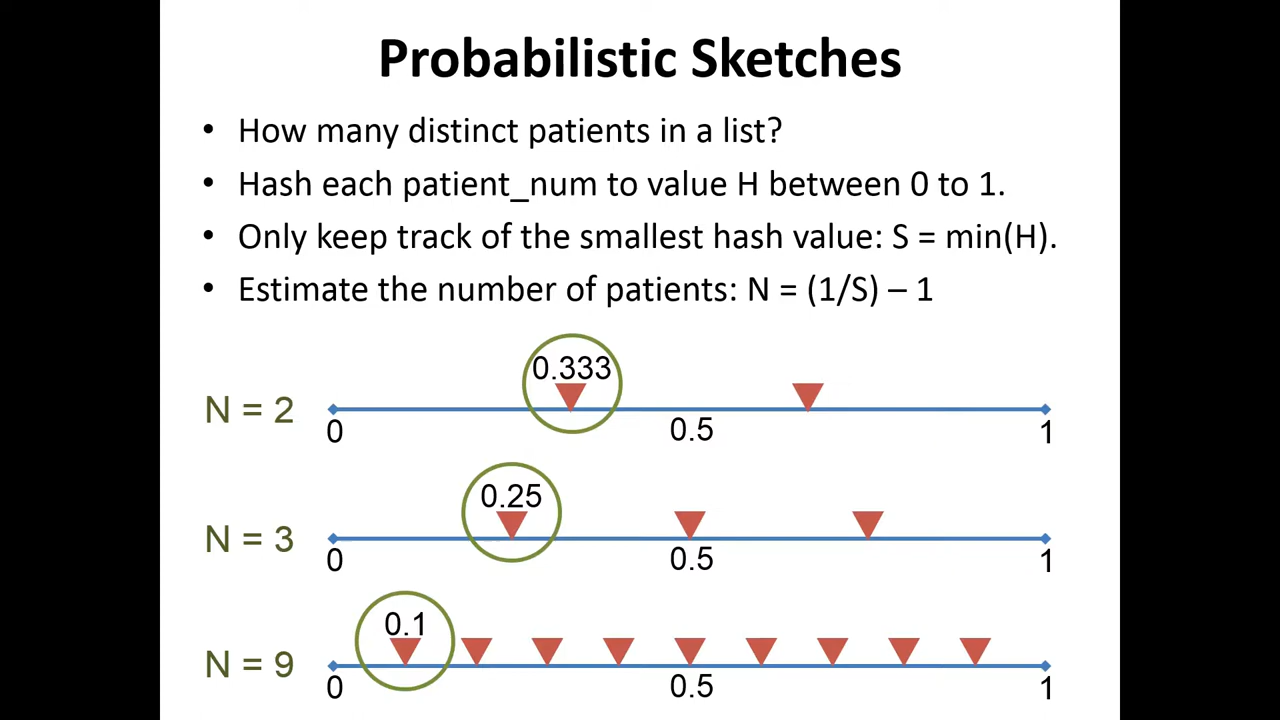 Probabilistic Sketches
• How many distinct patients in a list?
• Hash each patient_num to value H between 0 to 1.
• Only keep track of the smallest hash value: S = min(H).
• Estimate the number of patients: N = (1/S) – 1
0.333
N = 2
0 0.5 1
0.25
N = 3
0 0.5 1
0.1
N = 9
0 0.5 1